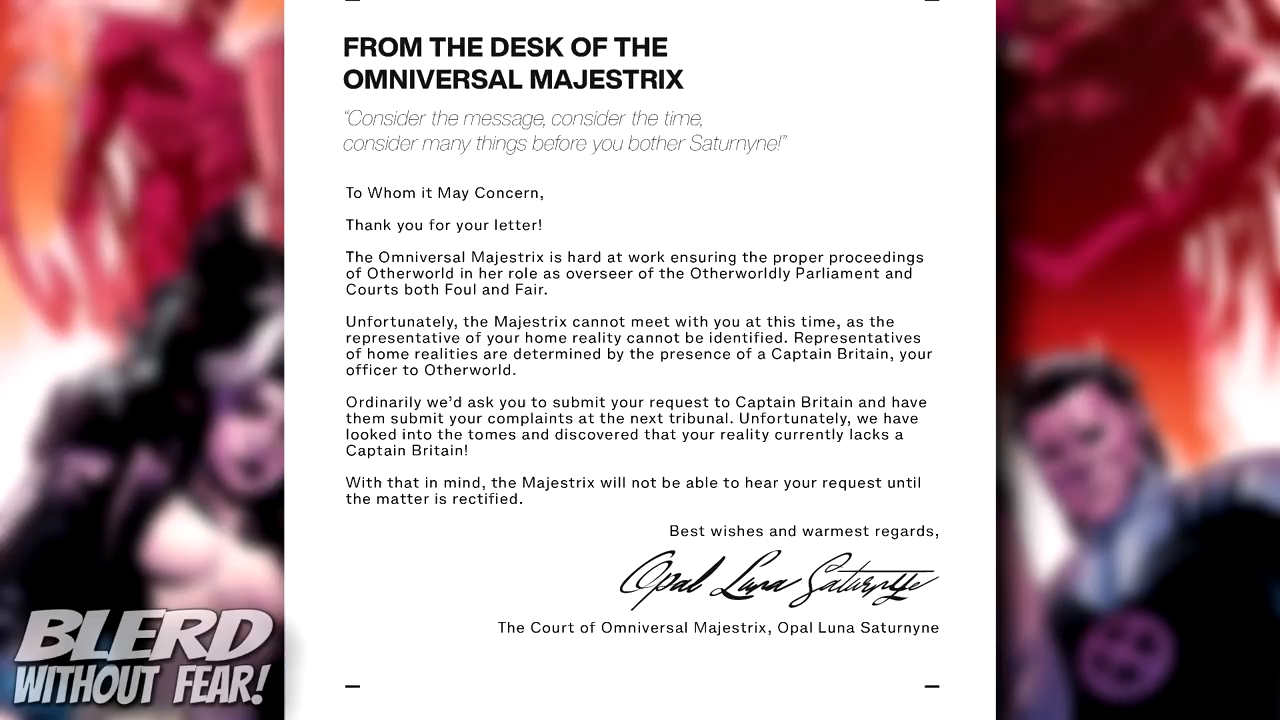 FROM THE DESK OF THE
OMNIVERSAL MAJESTRIX
“Consider the message, consider the time,
consider many things before you bother Saturnyne!”
To Whom it May Concern,
Thank you for your letter!
The Omniversal Majestrix is hard at work ensuring the proper proceedings
of Otherworld in her role as overseer of the Otherworldly Parliament and
Courts both Foul and Fair.
Unfortunately, the Majestrix cannot meet with you at this time, as the
representative of your home reality cannot be identified. Representatives
of home realities are determined by the presence of a Captain Britain, your
officer to Otherworld.
Ordinarily we’d ask you to submit your request to Captain Britain and have
them submit your complaints at the next tribunal. Unfortunately, we have
looked into the tomes and discovered that your reality currently lacks a
Captain Britain!
With that in mind, the Majestrix will not be able to hear your request until
the matter is rectified.
Best wishes and warmest regards,
Opal Luna Saturnyne
The Court of Omniversal Majestrix, Opal Luna Saturnyne
BLERD
WITHOUT FEAR!